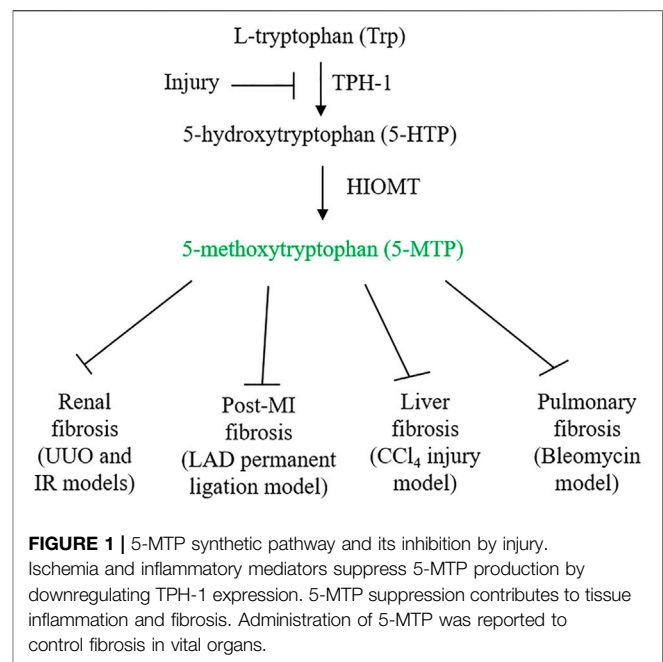 L-tryptophan (Trp)
Injury
TPH-1
5-hydroxytryptophan (5-HTP)
HIOMT
5-methoxytryptophan (5-MTP)
Renal
fibrosis
(UUO and
IR models)
Post-MI
fibrosis
(LAD permanent
ligation model)
Liver
fibrosis
(CCl₄ injury
model)
Pulmonary
fibrosis
(Bleomycin
model)
FIGURE 1 | 5-MTP synthetic pathway and its inhibition by injury.
Ischemia and inflammatory mediators suppress 5-MTP production by
downregulating TPH-1 expression. 5-MTP suppression contributes to tissue
inflammation and fibrosis. Administration of 5-MTP was reported to
control fibrosis in vital organs.